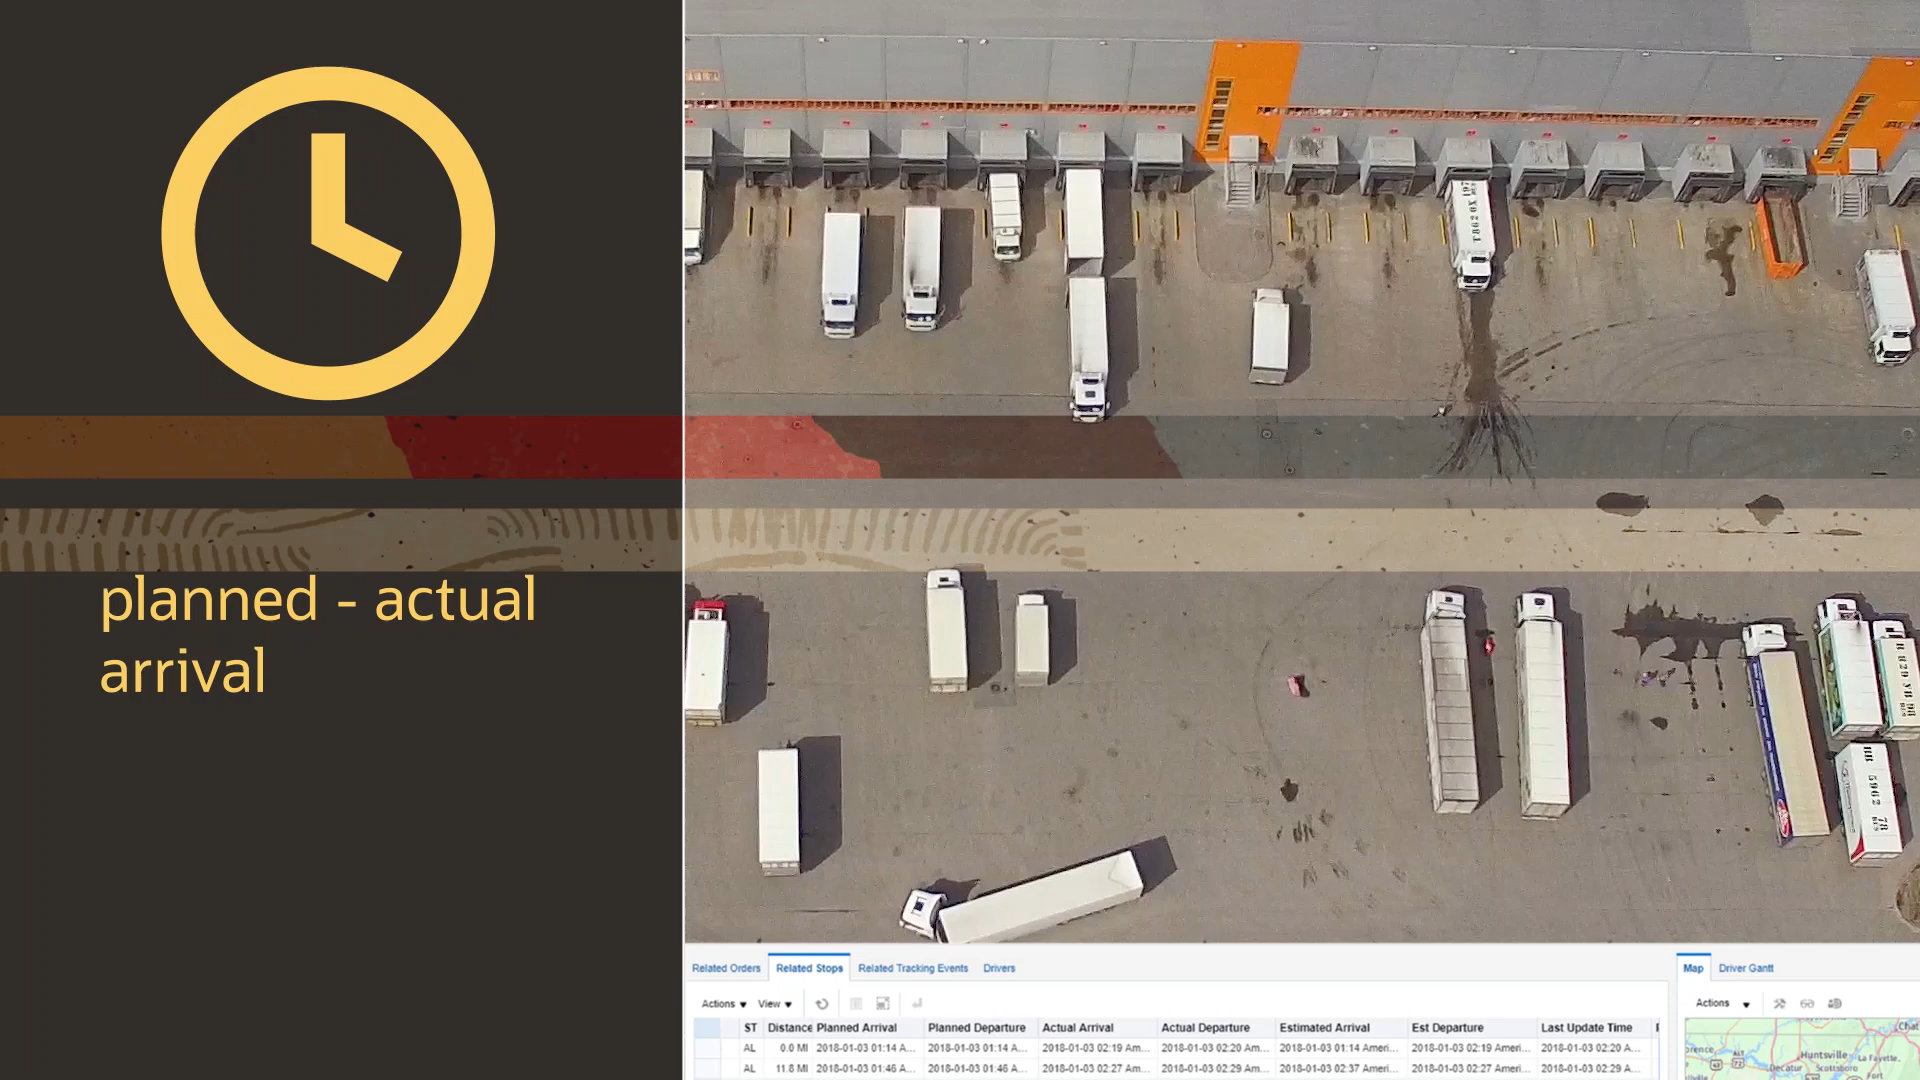 planned - actual
arrival
Related Orders Related Stops Related Tracking Events Drivers
Map Driver Gantt
Actions View
Actions
ST Distance Planned Arrival Planned Departure Actual Arrival Actual Departure Estimated Arrival Est Departure Last Update Time
AL 0.0 MI 2018-01-03 01:14 A... 2018-01-03 01:14 A... 2018-01-03 02:19 Am... 2018-01-03 02:20 Am... 2018-01-03 01:14 Ameri... 2018-01-03 02:19 Ameri... 2018-01-03 02:20 A...
AL 11.8 MI 2018-01-03 01:46 A... 2018-01-03 01:46 A... 2018-01-03 02:27 Am... 2018-01-03 02:29 Am... 2018-01-03 02:37 Ameri... 2018-01-03 02:27 Ameri... 2018-01-03 02:29 A...
Huntsville
La Fayette
Decatur Scottsboro Fort